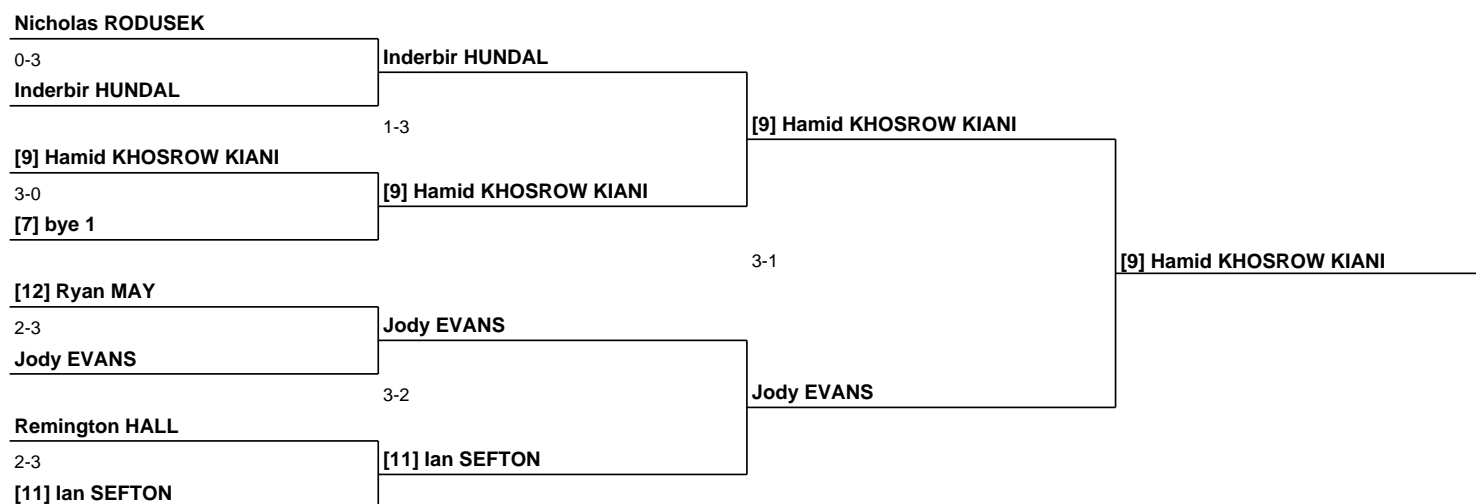 Nicholas RODUSEK
0-3
Inderbir HUNDAL
Inderbir HUNDAL
1-3
[9] Hamid KHOSROW KIANI
[9] Hamid KHOSROW KIANI
3-0
[9] Hamid KHOSROW KIANI
[7] bye 1
3-1
[9] Hamid KHOSROW KIANI
[12] Ryan MAY
2-3
Jody EVANS
Jody EVANS
3-2
Jody EVANS
Remington HALL
2-3
[11] Ian SEFTON
[11] Ian SEFTON